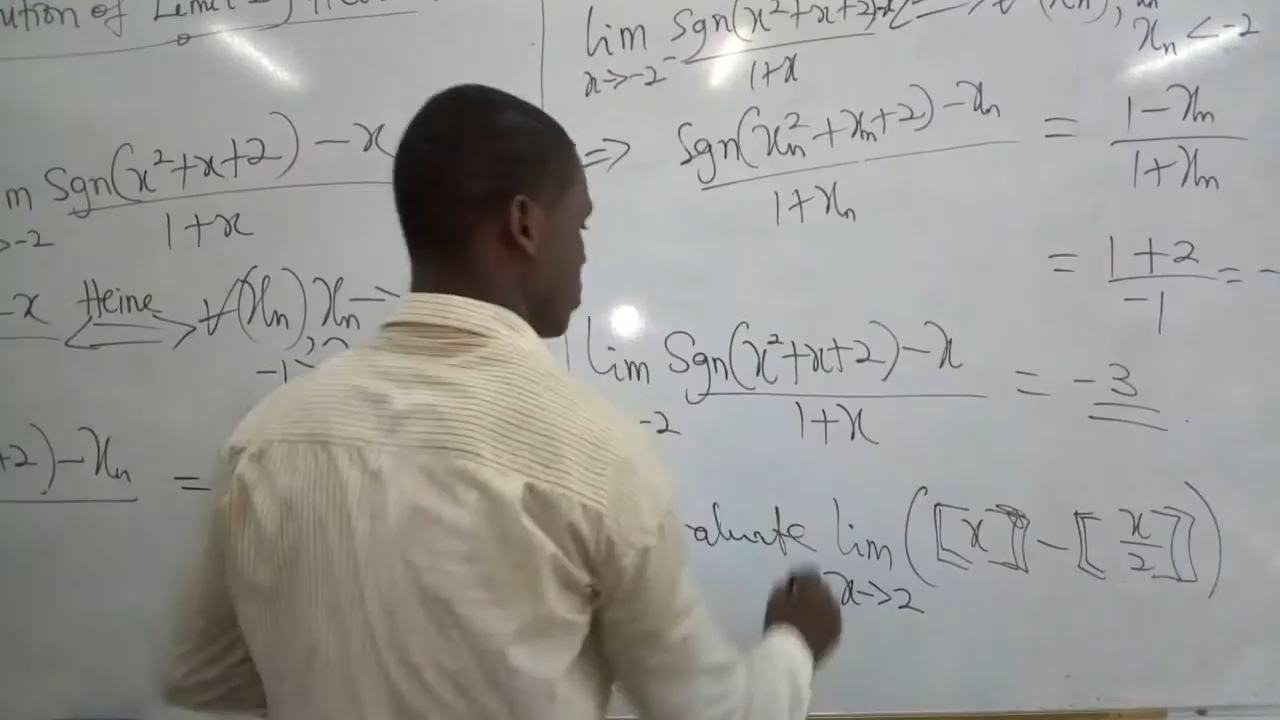 ution of Limit
m Sgn(x²+x+2)-x
1+x
>-2
-x Heine ⟺ ∀(xₙ), xₙ→
-1
+2)-xₙ =
lim Sgn(x²+x+2)-x ⟺ ∀(xₙ),
x→-2⁻ 1+x xₙ<-2
⇒ Sgn(xₙ²+xₙ+2)-xₙ = 1-xₙ
1+xₙ 1+xₙ
= 1+2 = -
-1
lim Sgn(x²+x+2)-x = -3
-2 1+x
aluate lim ([[x]]-[[x/2]])
x→2